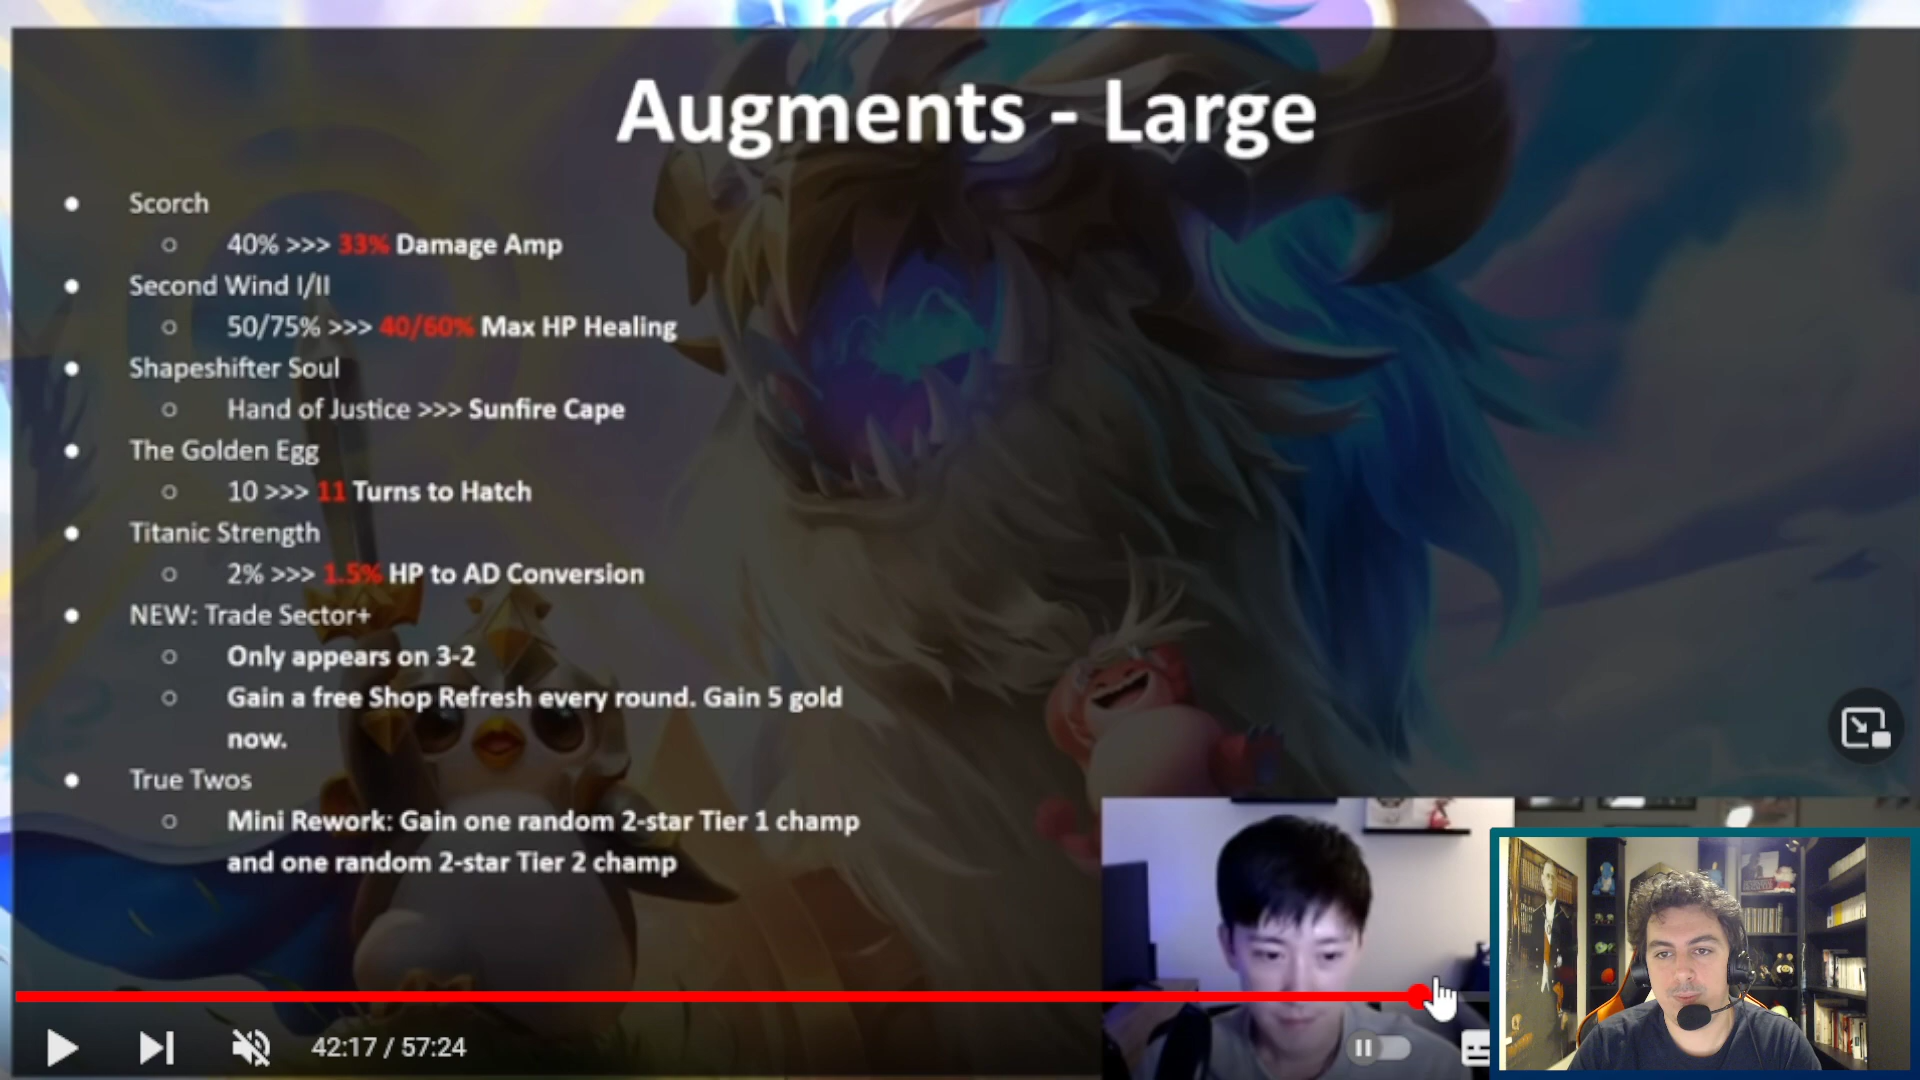 Augments - Large
Scorch
40% >>> 33% Damage Amp
Second Wind I/II
50/75% >>> 40/60% Max HP Healing
Shapeshifter Soul
Hand of Justice >>> Sunfire Cape
The Golden Egg
10 >>> 11 Turns to Hatch
Titanic Strength
2% >>> 1.5% HP to AD Conversion
NEW: Trade Sector+
Only appears on 3-2
Gain a free Shop Refresh every round. Gain 5 gold
now.
True Twos
Mini Rework: Gain one random 2-star Tier 1 champ
and one random 2-star Tier 2 champ
42:17 / 57:24